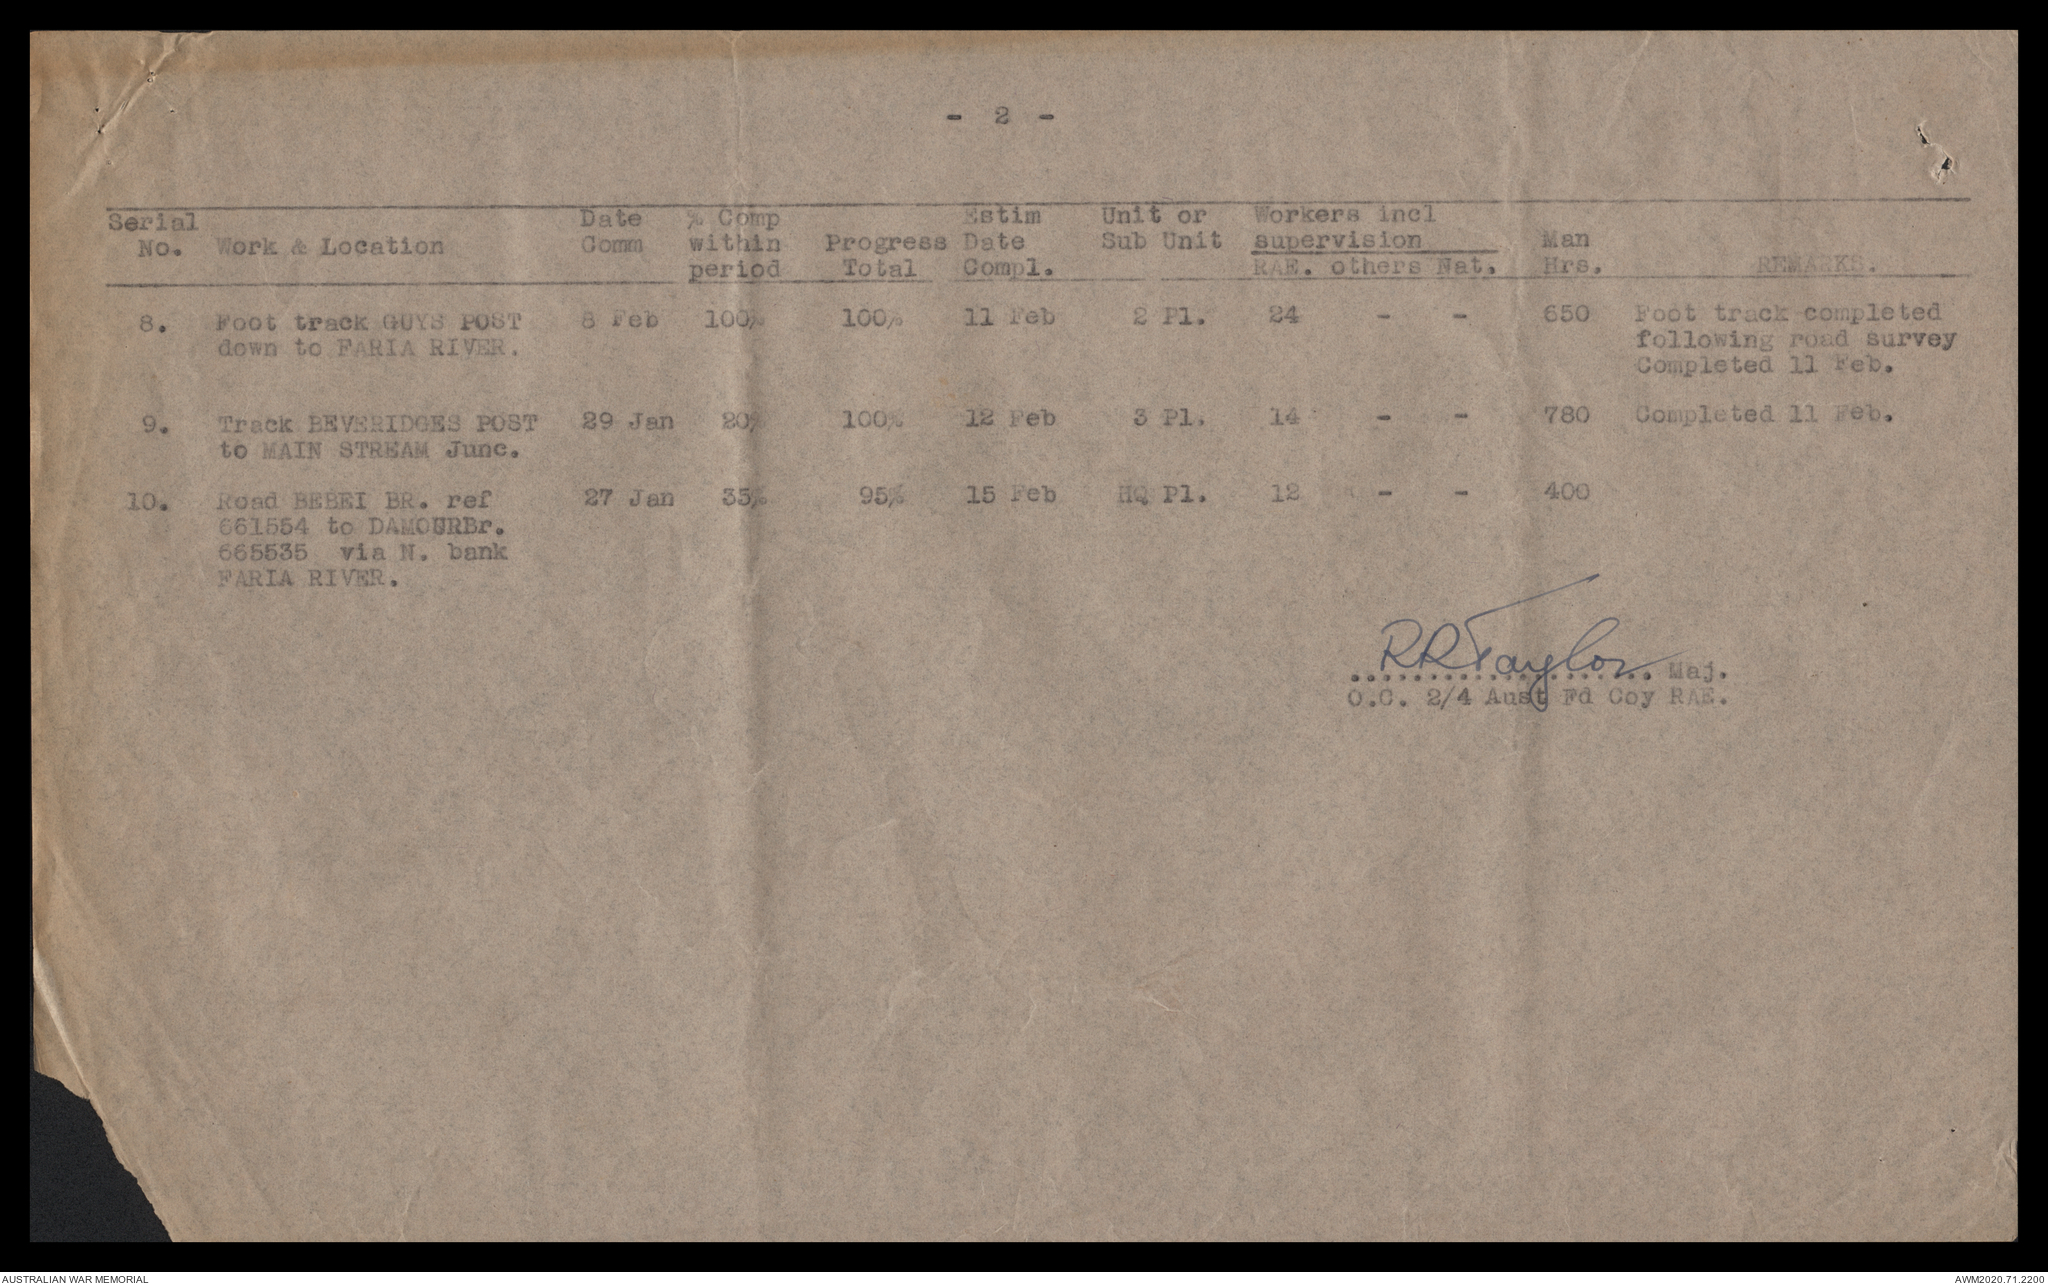 - 2 -
Serial No. Work & Location Date Comm % Comp within period Progress Total Estim Date Compl. Unit or Sub Unit Workers incl supervision RAE. others Nat. Man Hrs. REMARKS.
8. Foot track GUYS POST 8 Feb 100% 100% 11 Feb 2 Pl. 24 - - 650 Foot track completed
down to FARIA RIVER. following road survey
Completed 11 Feb.
9. Track BEVERIDGES POST 29 Jan 20% 100% 12 Feb 3 Pl. 14 - - 780 Completed 11 Feb.
to MAIN STREAM Junc.
10. Road BEBEI BR. ref 27 Jan 35% 95% 15 Feb HQ Pl. 12 - - 400
661554 to DAMOURBr.
665535 via N. bank
FARIA RIVER.
RRTaylor Maj.
O.C. 2/4 Aust Fd Coy RAE.
AUSTRALIAN WAR MEMORIAL AWM2020.71.2200